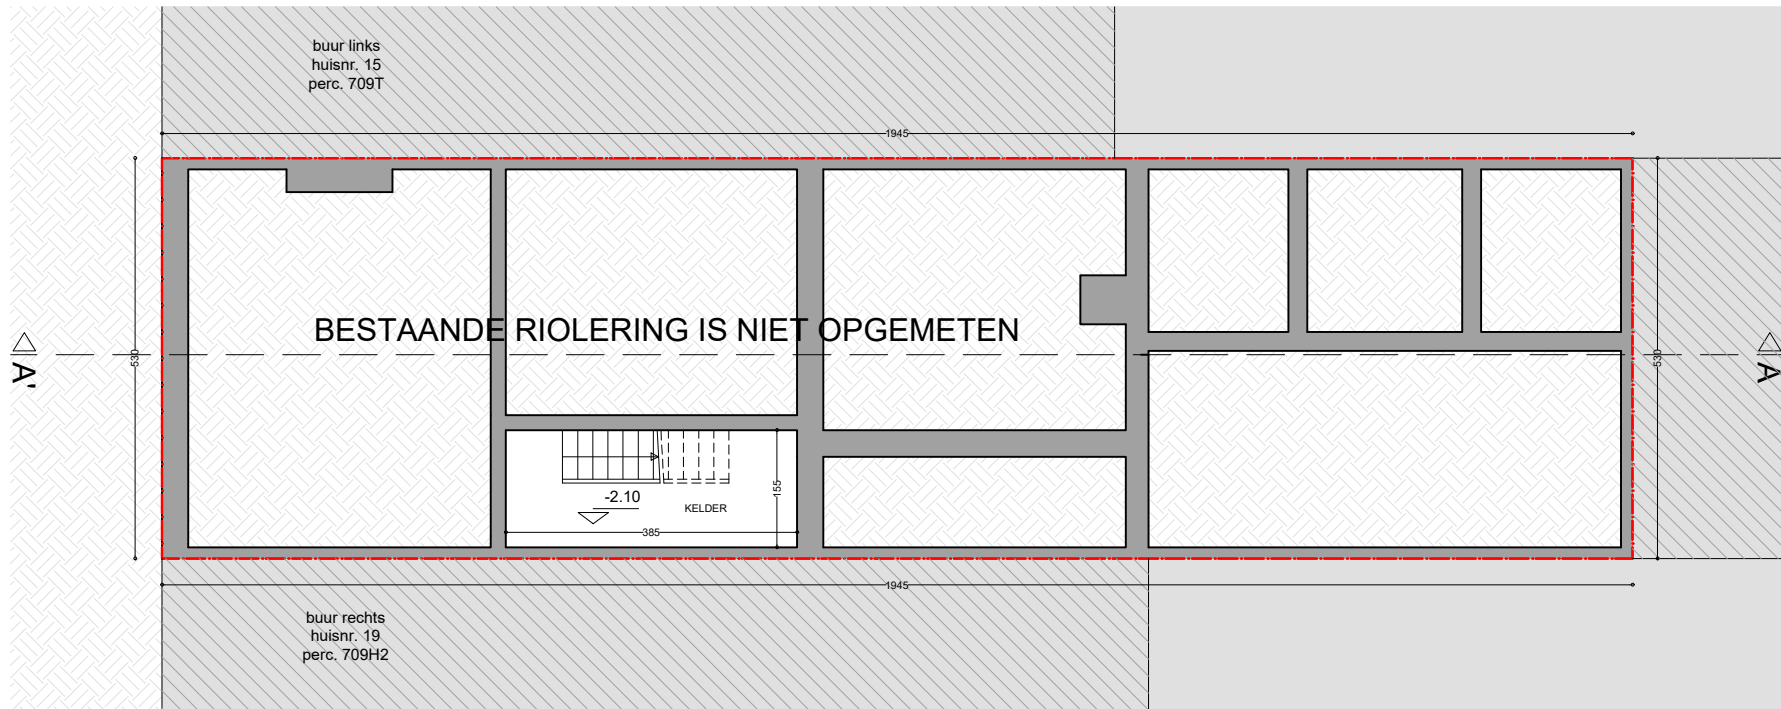 buur links
huisnr. 15
perc. 709T
1945
BESTAANDE RIOLERING IS NIET OPGEMETEN
530
530
A'
A
155
-2.10
KELDER
385
1945
buur rechts
huisnr. 19
perc. 709H2